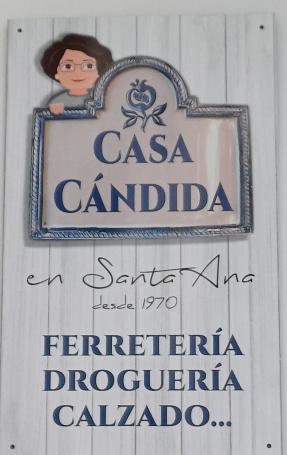 CASA
CÁNDIDA
en Santa Ana
desde 1970
FERRETERÍA
DROGUERÍA
CALZADO...